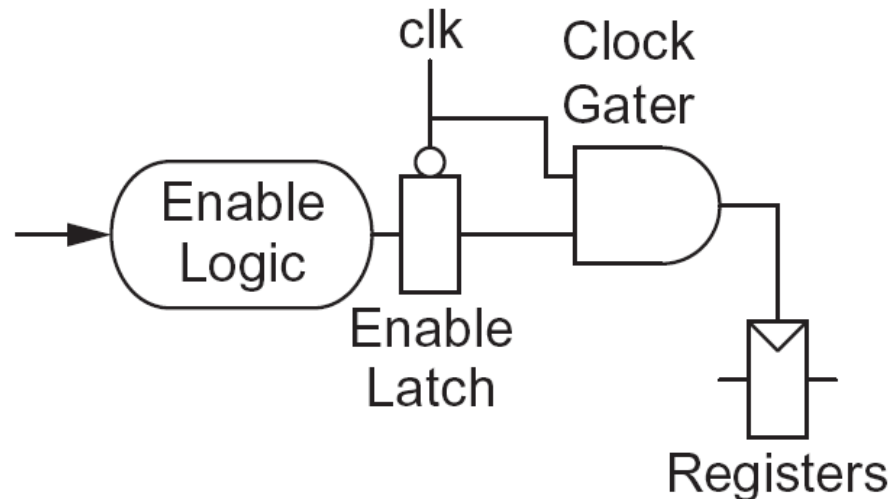 clk
Clock
Gater
Enable
Logic
Enable
Latch
Registers